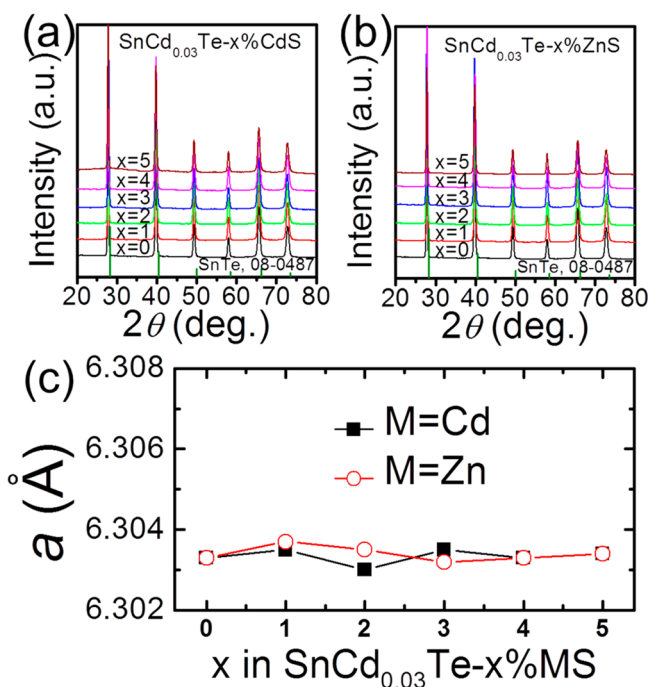 (a)
SnCd0.03Te-x%CdS
Intensity (a.u.)
x=5
x=4
x=3
x=2
x=1
x=0
SnTe, 08-0487
20 30 40 50 60 70 80
2θ (deg.)
(b)
SnCd0.03Te-x%ZnS
Intensity (a.u.)
x=5
x=4
x=3
x=2
x=1
x=0
SnTe, 08-0487
20 30 40 50 60 70 80
2θ (deg.)
(c)
6.308
6.306
6.304
6.302
a (Å)
M=Cd
M=Zn
0 1 2 3 4 5
x in SnCd0.03Te-x%MS